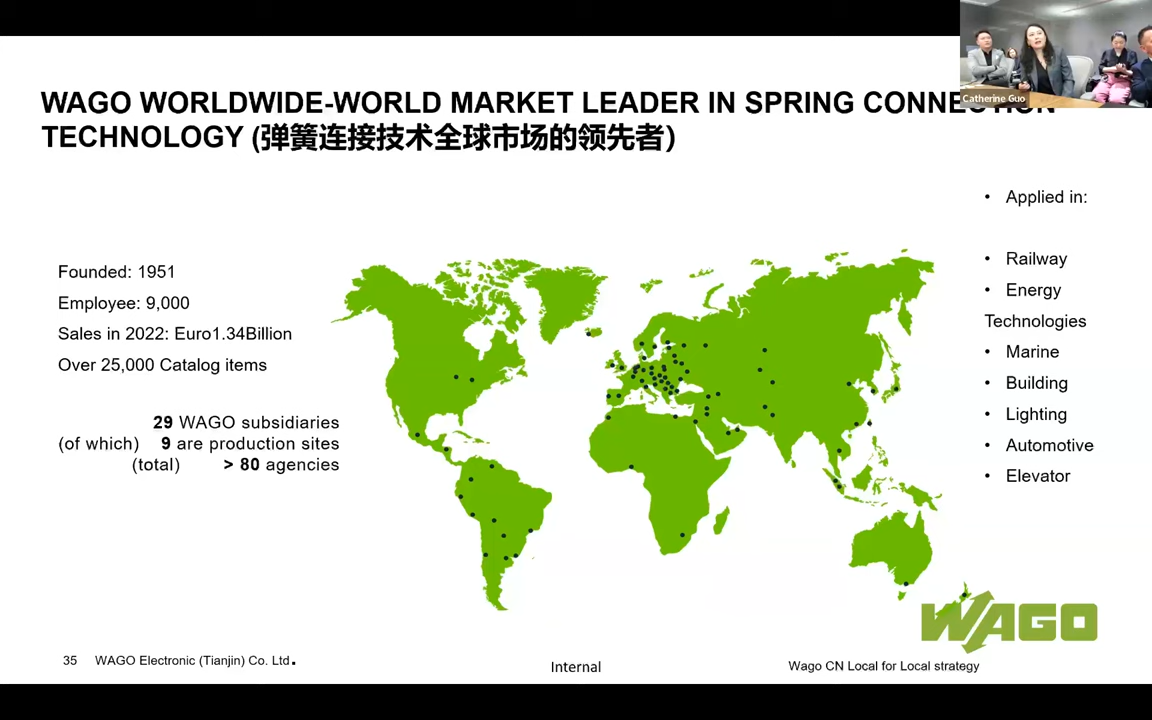 Catherine Guo
WAGO WORLDWIDE-WORLD MARKET LEADER IN SPRING CONNECTION
TECHNOLOGY (弹簧连接技术全球市场的领先者)
Founded: 1951
Employee: 9,000
Sales in 2022: Euro1.34Billion
Over 25,000 Catalog items
29 WAGO subsidiaries
(of which) 9 are production sites
(total) > 80 agencies
• Applied in:
• Railway
• Energy
Technologies
• Marine
• Building
• Lighting
• Automotive
• Elevator
WAGO
35 WAGO Electronic (Tianjin) Co. Ltd.
Internal
Wago CN Local for Local strategy